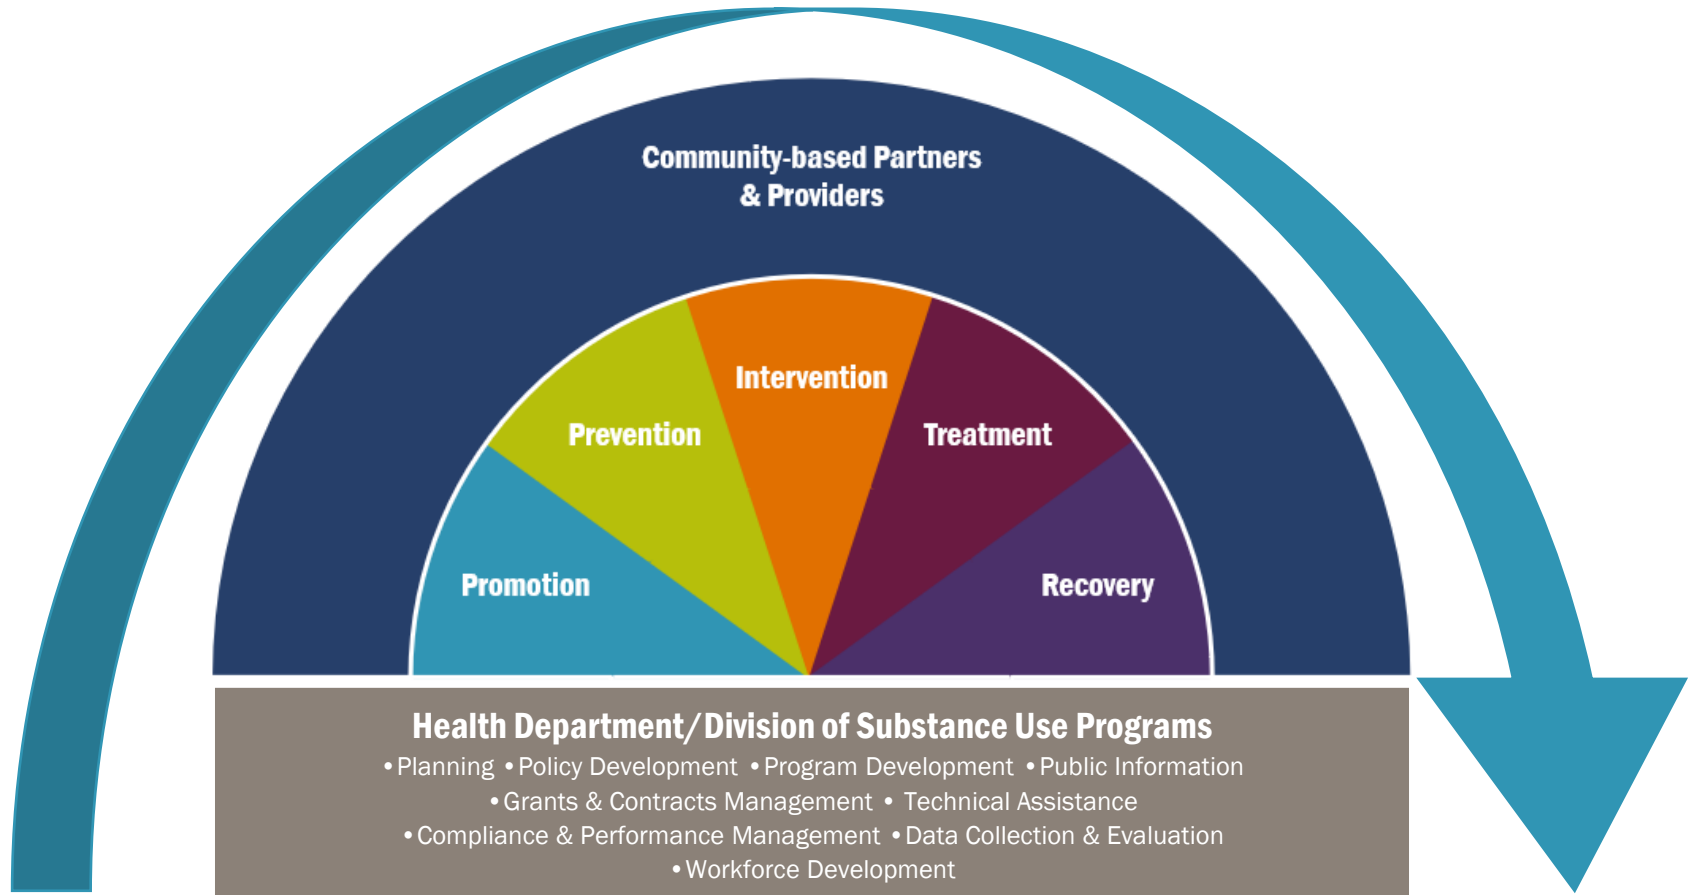 Community-based Partners
& Providers
Intervention
Prevention
Treatment
Promotion
Recovery
Health Department/Division of Substance Use Programs
•Planning •Policy Development •Program Development •Public Information
•Grants & Contracts Management • Technical Assistance
•Compliance & Performance Management •Data Collection & Evaluation
•Workforce Development